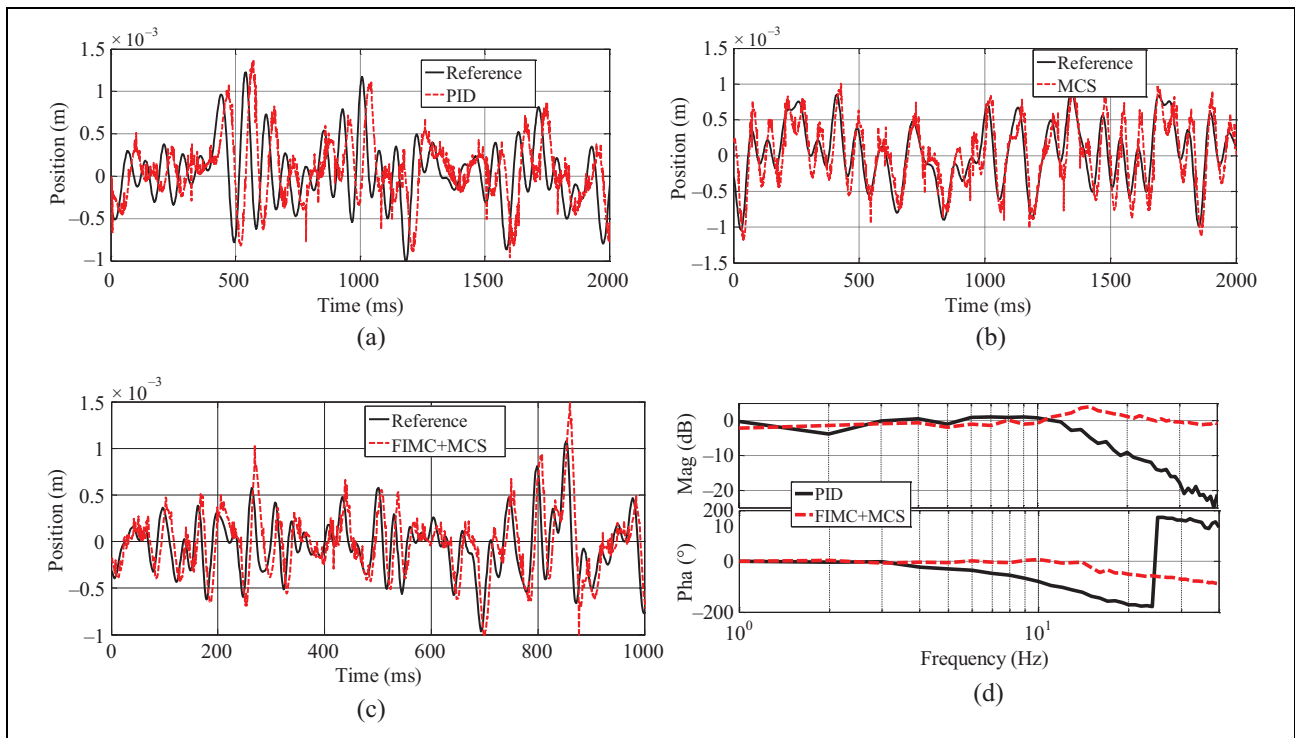 × 10⁻³
1.5
1
0.5
0
−0.5
−1
Position (m)
Reference
PID
0
500
1000
1500
2000
Time (ms)
(a)
× 10⁻³
1.5
1
0.5
0
−0.5
−1
−1.5
Position (m)
Reference
MCS
0
500
1000
1500
2000
Time (ms)
(b)
× 10⁻³
1.5
1
0.5
0
−0.5
−1
Position (m)
Reference
FIMC+MCS
0
200
400
600
800
1000
Time (ms)
(c)
0
−10
−20
Mag (dB)
PID
FIMC+MCS
200
10
0
−200
Pha (°)
10⁰
10¹
Frequency (Hz)
(d)